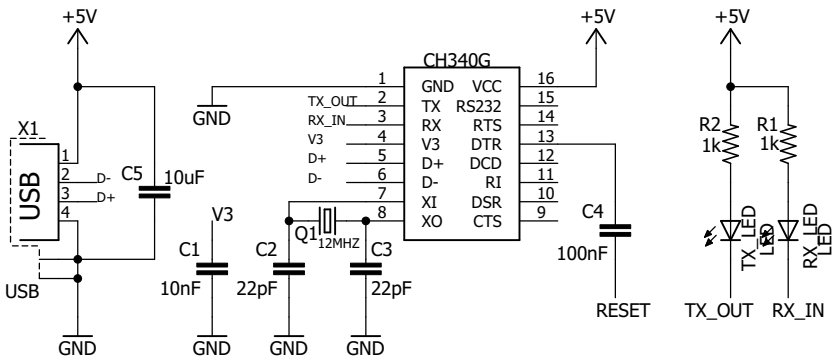 +5V
+5V
+5V
CH340G
1 GND VCC 16
TX_OUT 2 TX RS232 15
RX_IN 3 RX RTS 14
V3 4 V3 DTR 13
D+ 5 D+ DCD 12
D- 6 D- RI 11
7 XI DSR 10
8 XO CTS 9
GND
X1
USB
1
2 D-
3 D+
4
C5
10uF
USB
GND
V3
C1
10nF
GND
Q1
12MHZ
C2
22pF
GND
C3
22pF
GND
C4
100nF
RESET
R2
1k
R1
1k
TX_LED
LED
RX_LED
LED
TX_OUT
RX_IN